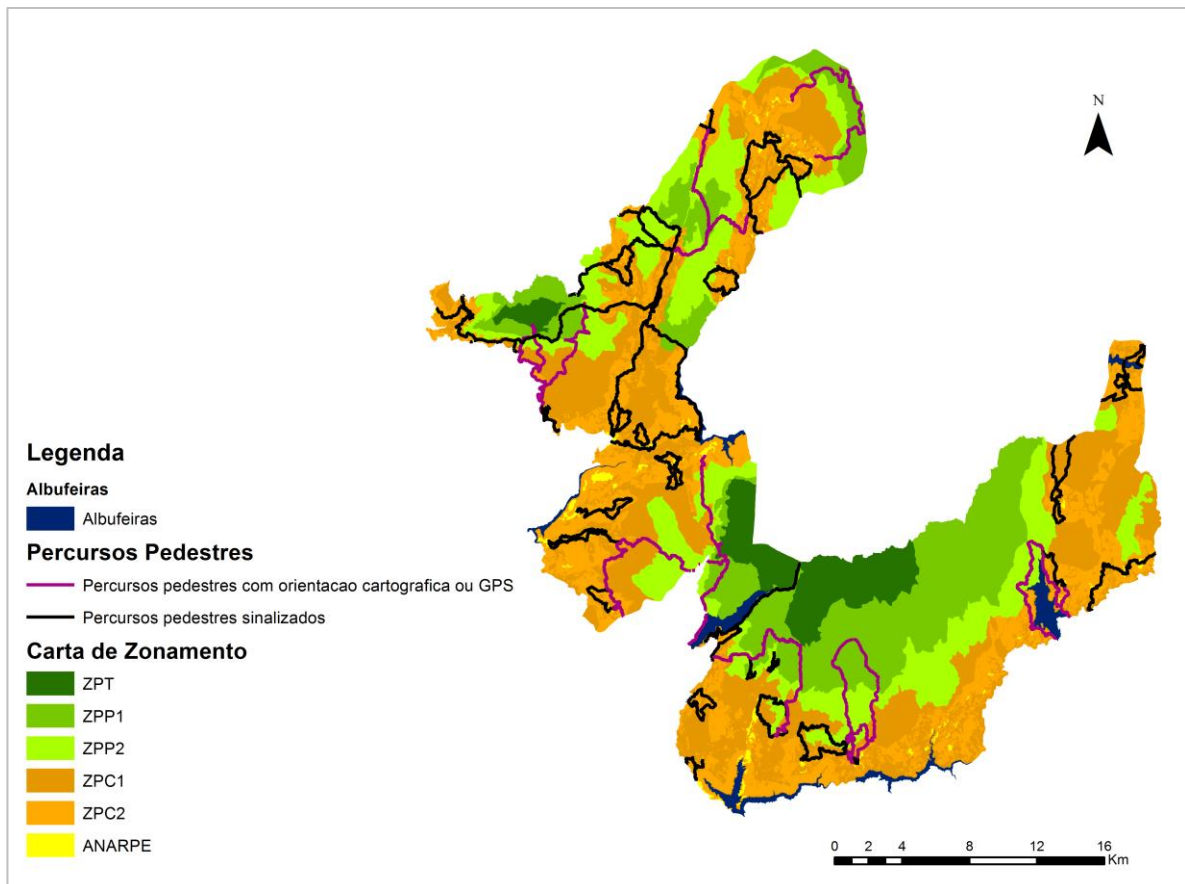 N
Legenda
Albufeiras
Albufeiras
Percursos Pedestres
Percursos pedestres com orientacao cartografica ou GPS
Percursos pedestres sinalizados
Carta de Zonamento
ZPT
ZPP1
ZPP2
ZPC1
ZPC2
ANARPE
0 2 4 8 12 16
Km